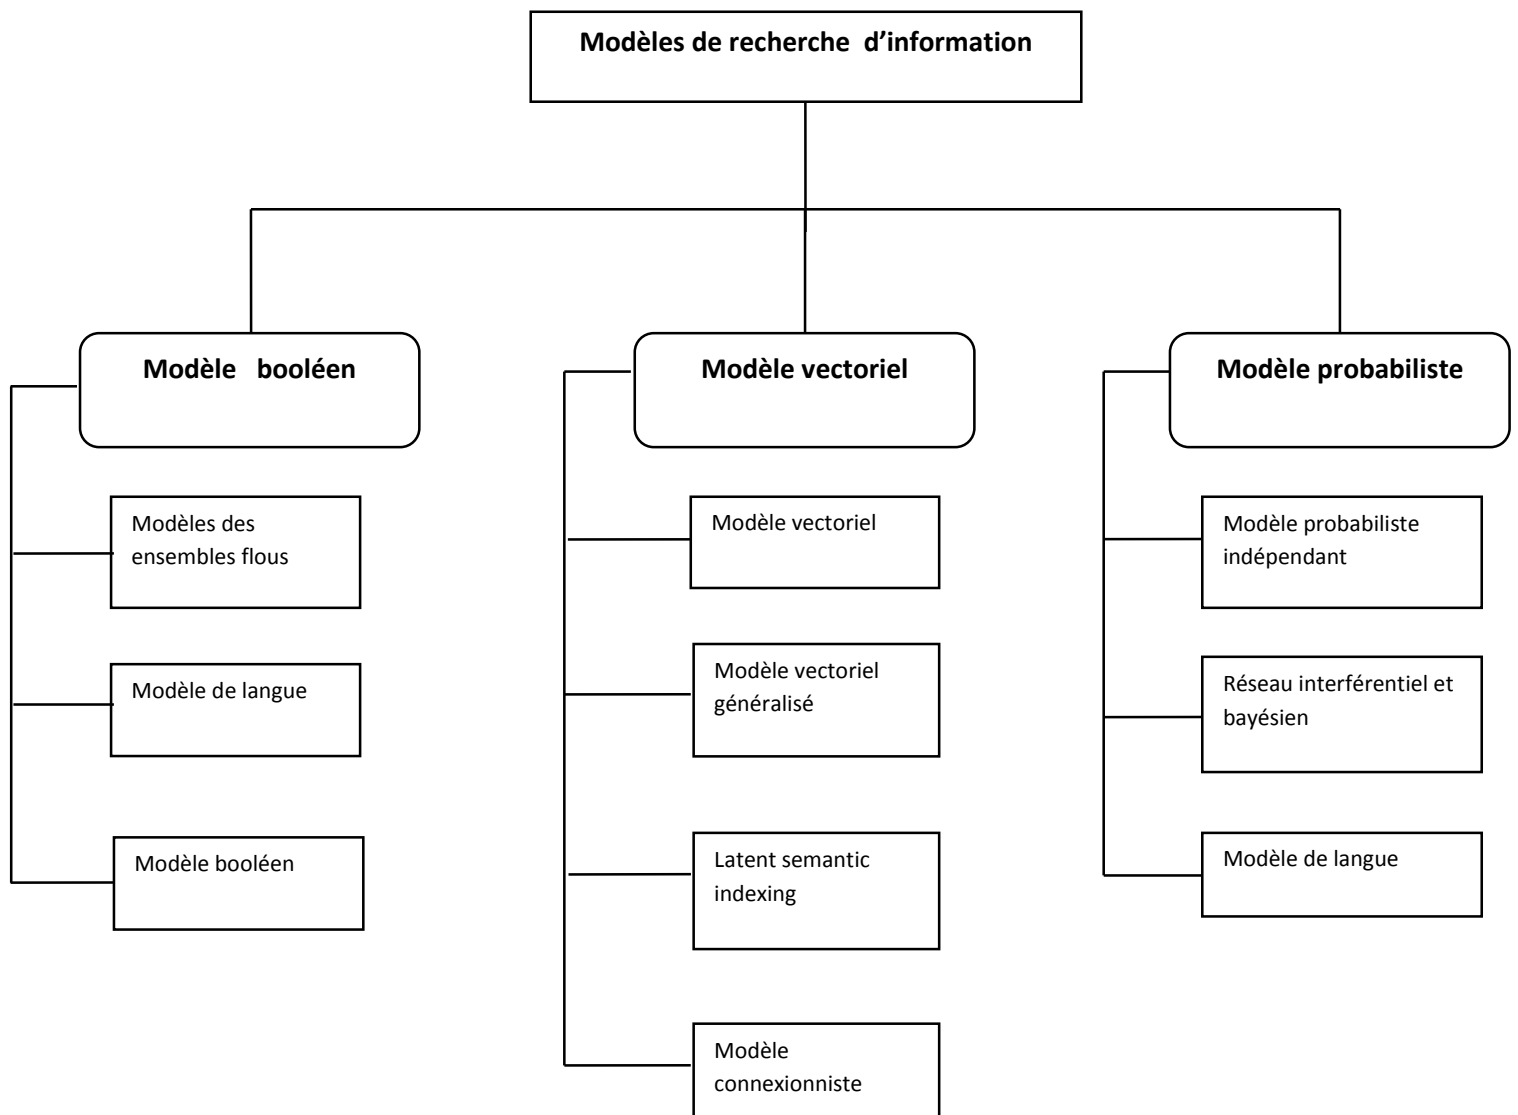 Modèles de recherche d’information
Modèle booléen
Modèles des
ensembles flous
Modèle de langue
Modèle booléen
Modèle vectoriel
Modèle vectoriel
Modèle vectoriel
généralisé
Latent semantic
indexing
Modèle
connexionniste
Modèle probabiliste
Modèle probabiliste
indépendant
Réseau interférentiel et
bayésien
Modèle de langue